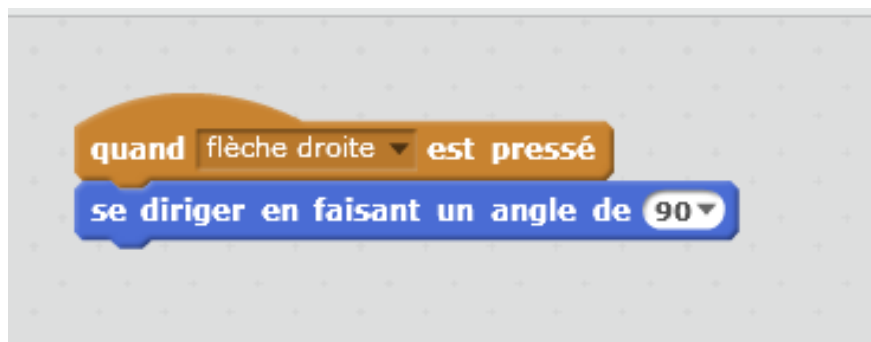 quand flèche droite est pressé
se diriger en faisant un angle de 90